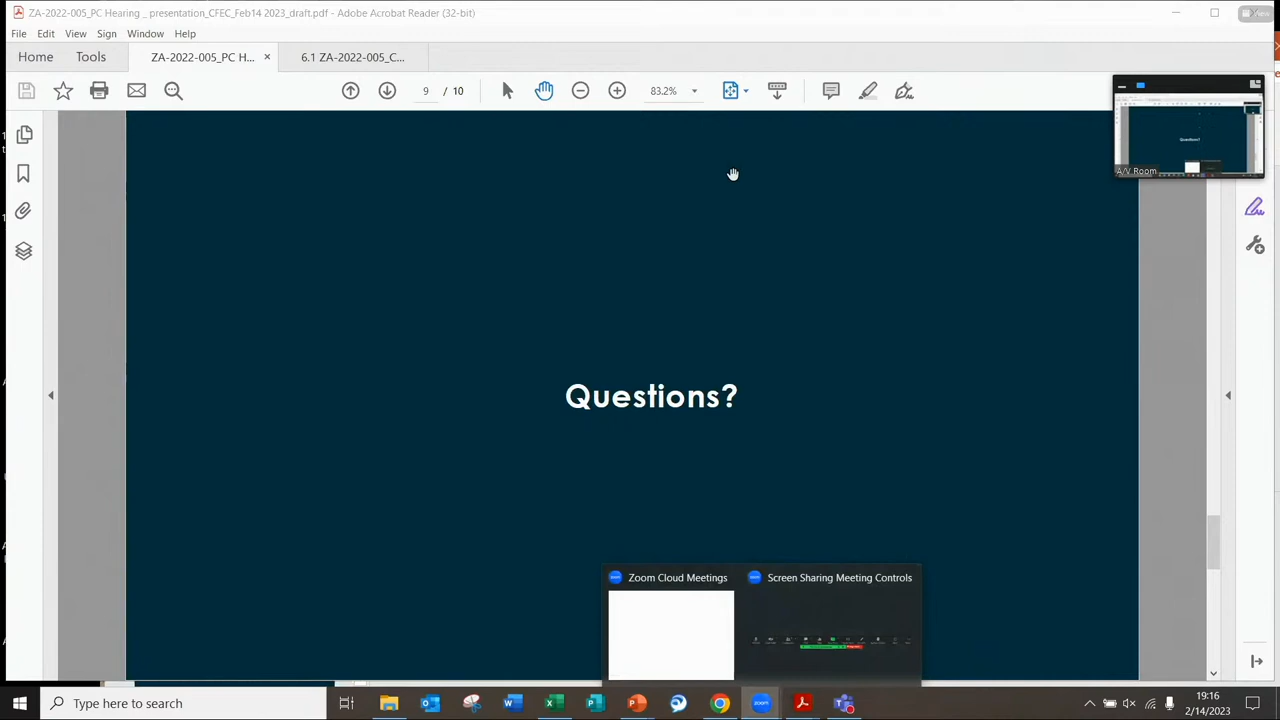 ZA-2022-005_PC Hearing _ presentation_CFEC_Feb14 2023_draft.pdf - Adobe Acrobat Reader (32-bit)
View
File Edit View Sign Window Help
Home Tools ZA-2022-005_PC H... × 6.1 ZA-2022-005_C...
9 10 83.2%
Questions?
A/V Room
Questions?
Zoom Cloud Meetings Screen Sharing Meeting Controls
Type here to search
19:16
2/14/2023